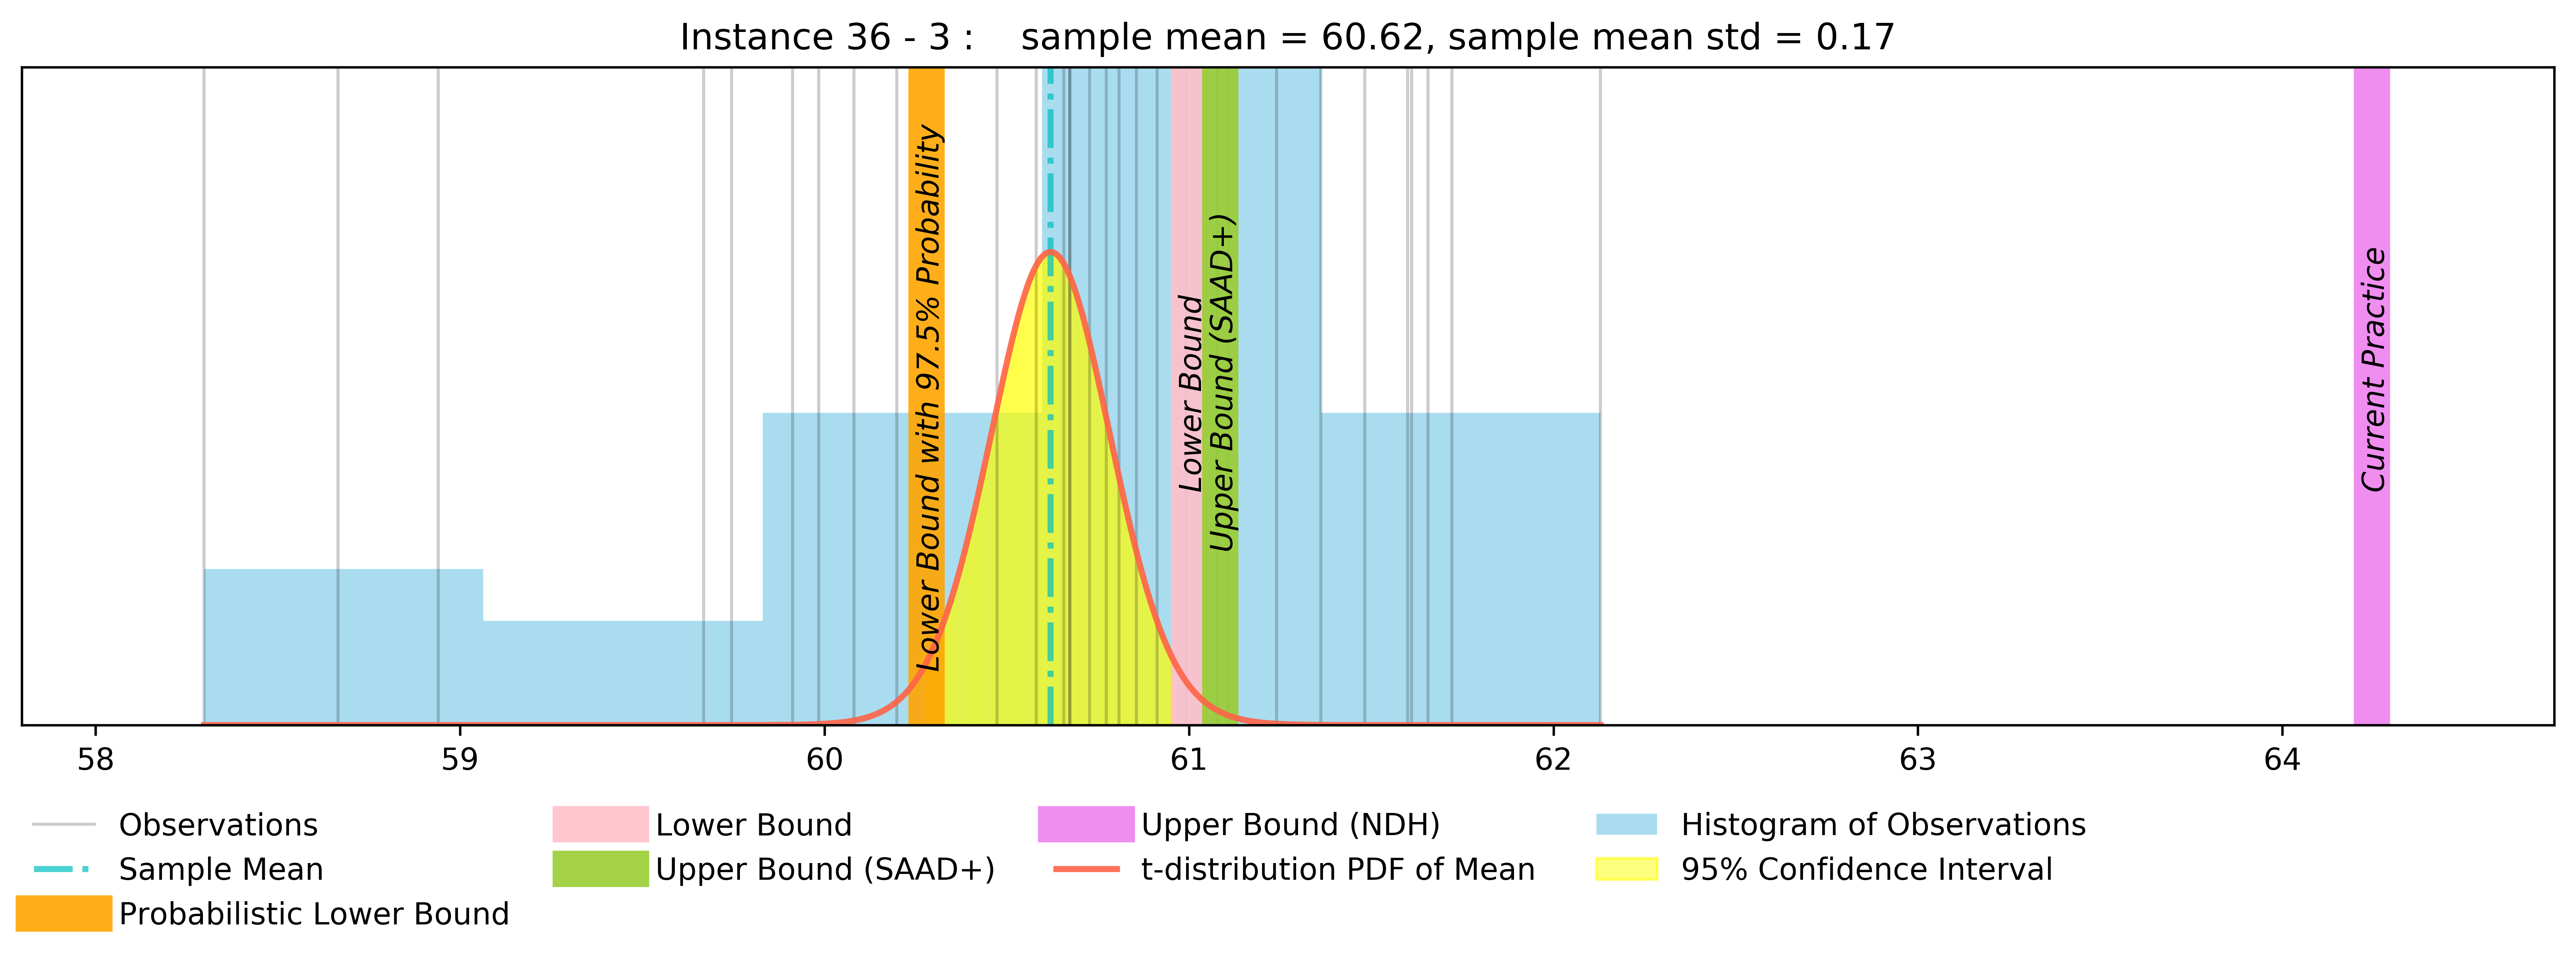 Instance 36 - 3 :    sample mean = 60.62, sample mean std = 0.17
Lower Bound with 97.5% Probability
Lower Bound
Upper Bound (SAAD+)
Current Practice
58 59 60 61 62 63 64
Observations
Sample Mean
Probabilistic Lower Bound
Lower Bound
Upper Bound (SAAD+)
Upper Bound (NDH)
t-distribution PDF of Mean
Histogram of Observations
95% Confidence Interval